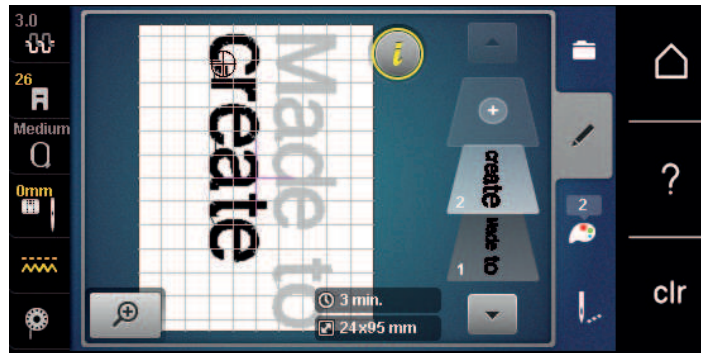 3.0
26
Medium
0mm
create
Made to
i
create
2
Made to
1
3 min.
24x95 mm
2
?
clr